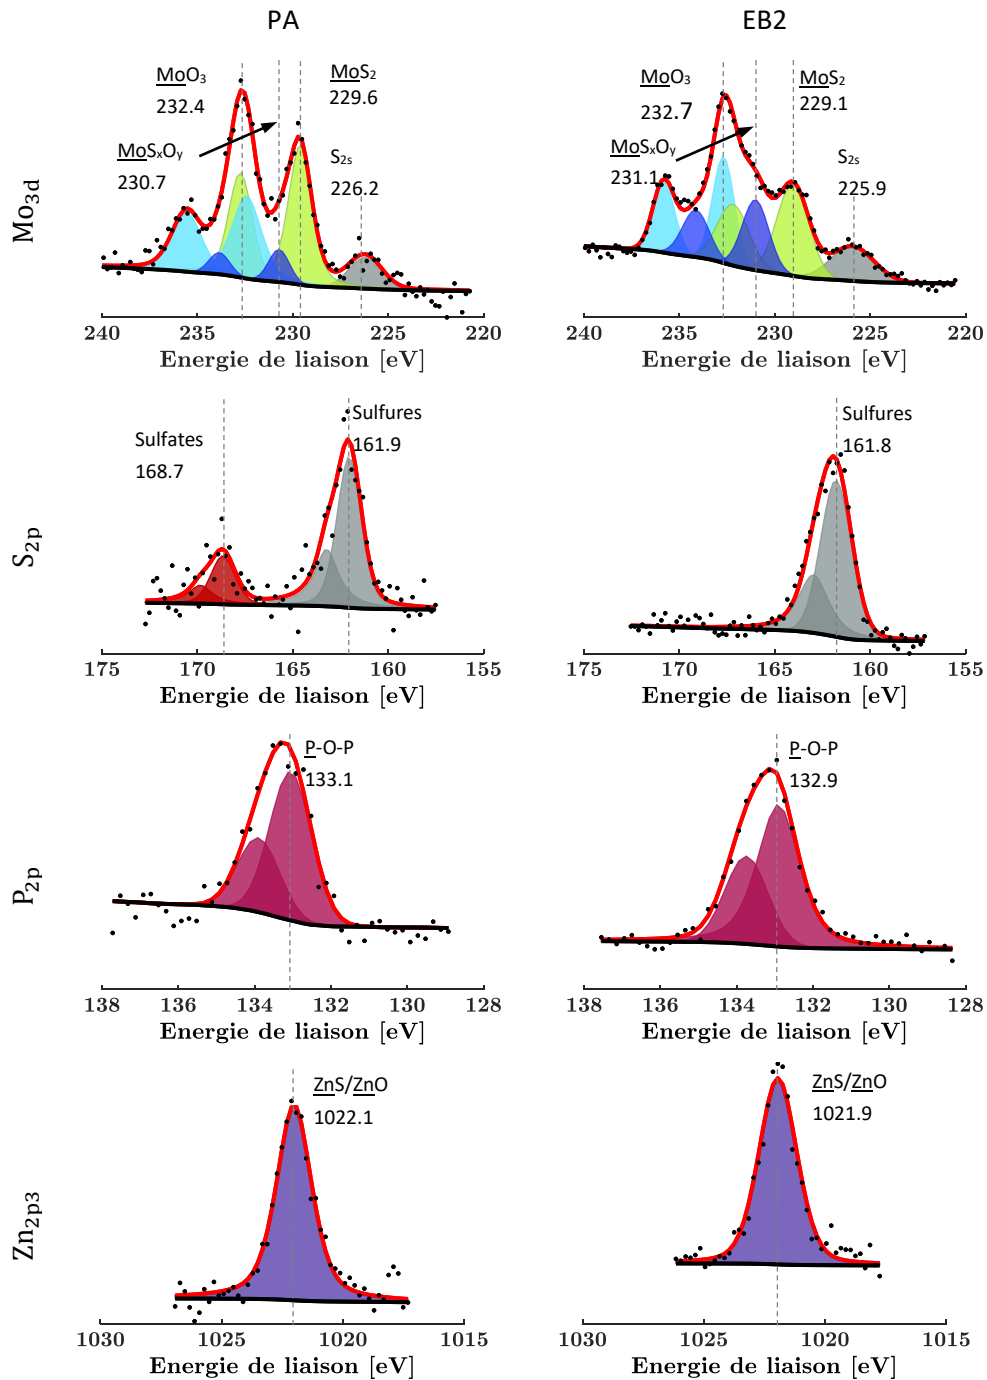 PA
EB2
Mo3d
MoO3
232.4
MoS2
229.6
MoSxOy
230.7
S2s
226.2
240 235 230 225 220
Energie de liaison [eV]
MoO3
232.7
MoS2
229.1
MoSxOy
231.1
S2s
225.9
240 235 230 225 220
Energie de liaison [eV]
S2p
Sulfates
168.7
Sulfures
161.9
175 170 165 160 155
Energie de liaison [eV]
Sulfures
161.8
175 170 165 160 155
Energie de liaison [eV]
P2p
P-O-P
133.1
138 136 134 132 130 128
Energie de liaison [eV]
P-O-P
132.9
138 136 134 132 130 128
Energie de liaison [eV]
Zn2p3
ZnS/ZnO
1022.1
1030 1025 1020 1015
Energie de liaison [eV]
ZnS/ZnO
1021.9
1030 1025 1020 1015
Energie de liaison [eV]